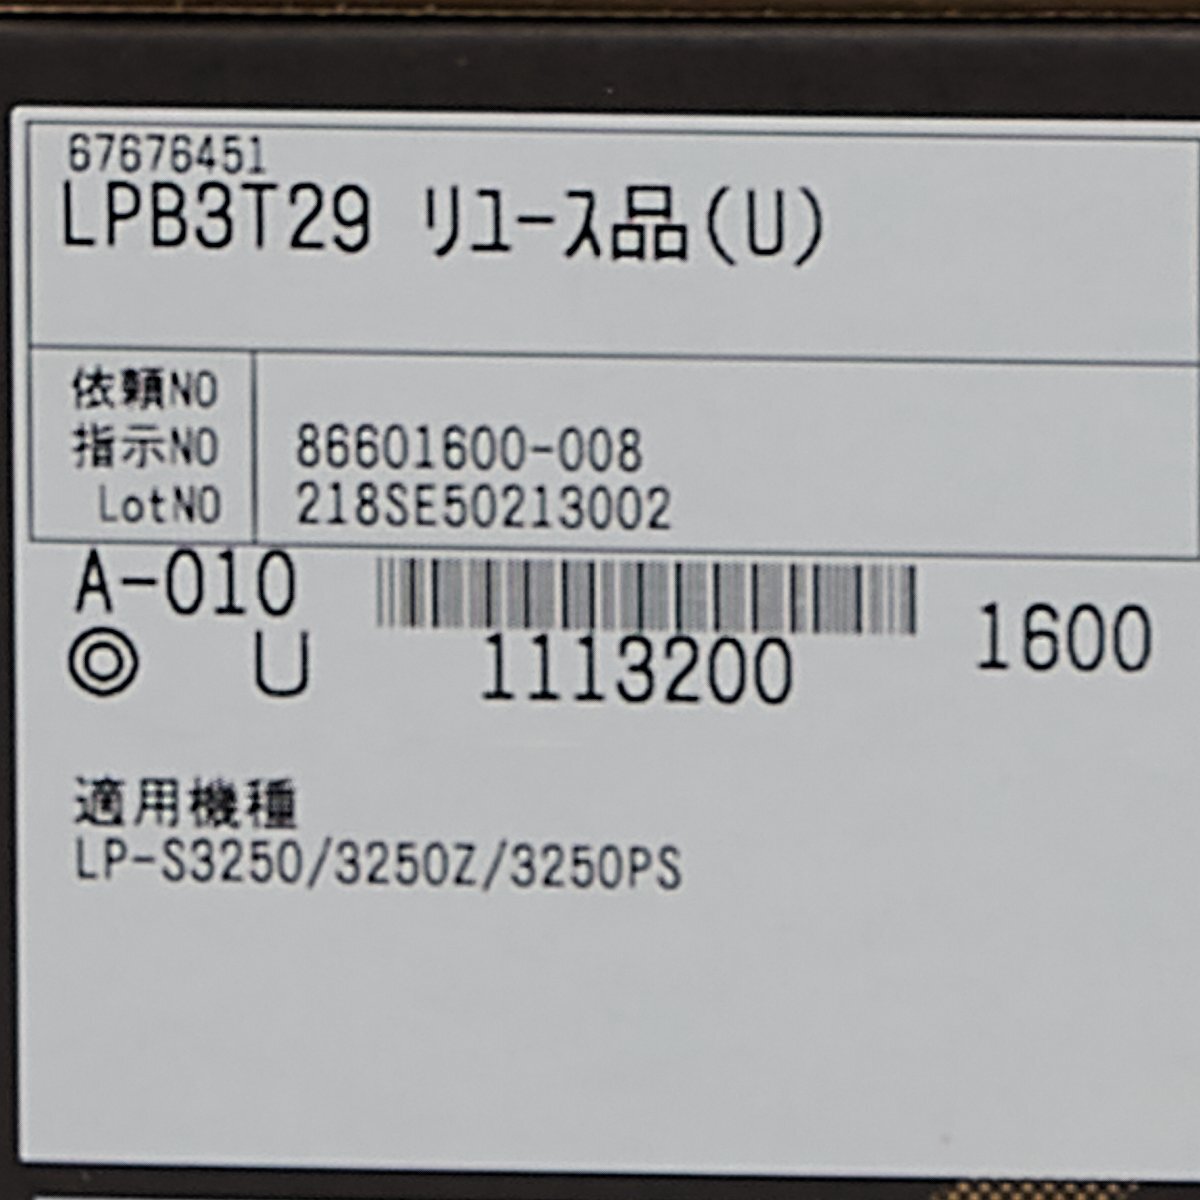 67676451
LPB3T29 リユース品(U)
依頼NO
指示NO 86601600-008
LotNO 218SE50213002
A-010
◎ U 1113200 1600
適用機種
LP-S3250/3250Z/3250PS